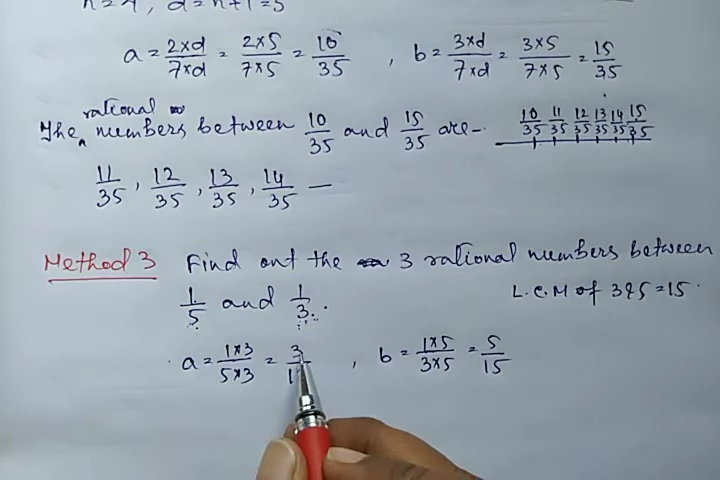 n = 4, d = n+1 = 5
a = 2×d/7×d = 2×5/7×5 = 10/35 , b = 3×d/7×d = 3×5/7×5 = 15/35
The rational numbers between 10/35 and 15/35 are- 10/35 11/35 12/35 13/35 14/35 15/35
11/35, 12/35, 13/35, 14/35 —
Method 3 Find out the 3 rational numbers between
1/5 and 1/3. L.C.M of 3&5=15.
a = 1×3/5×3 = 3/1 , b = 1×5/3×5 = 5/15